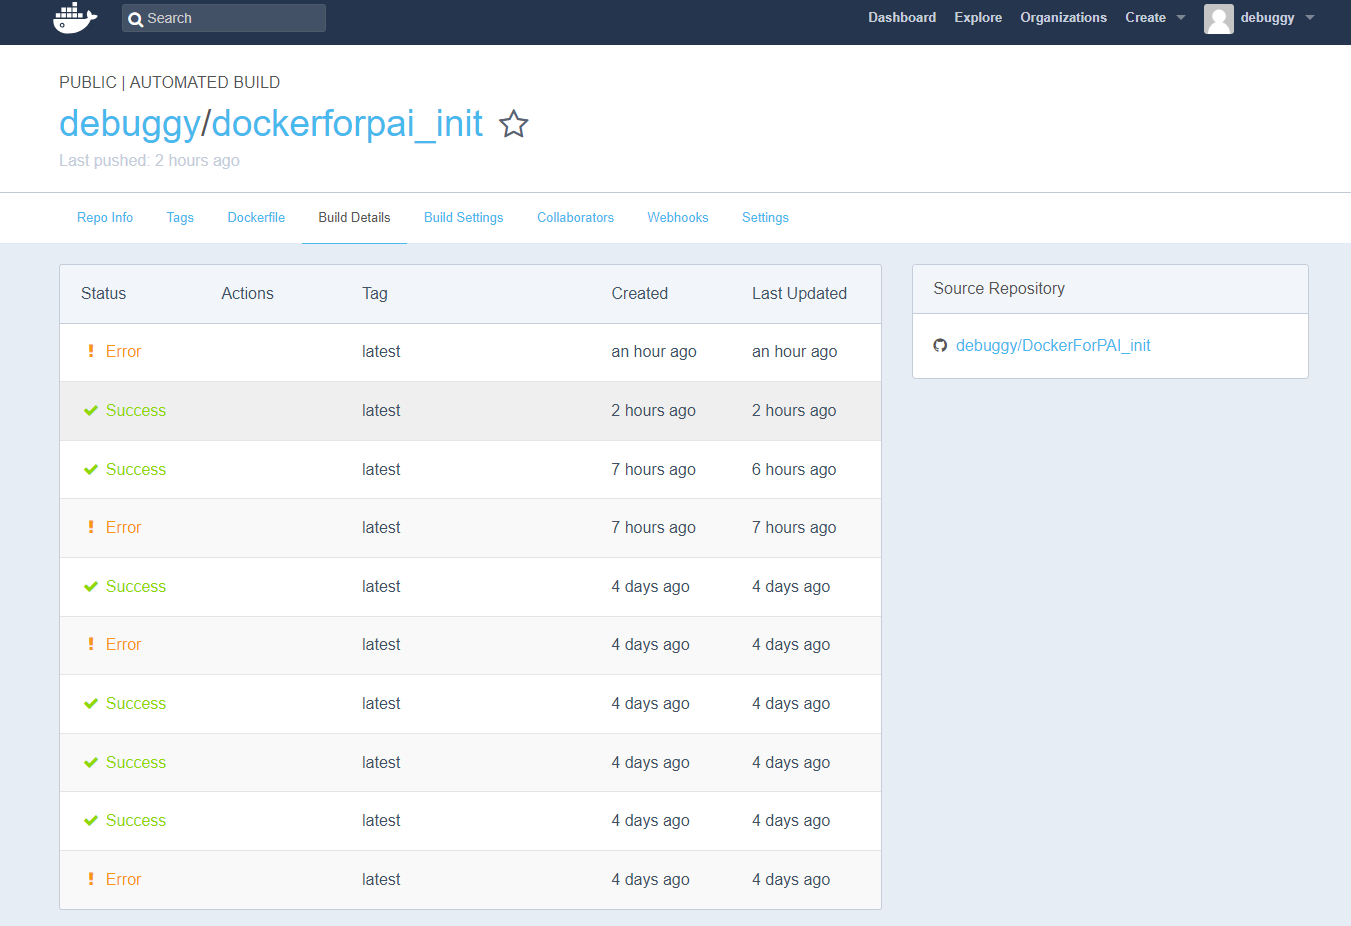 Search
Dashboard Explore Organizations Create debuggy
PUBLIC | AUTOMATED BUILD
debuggy/dockerforpai_init
Last pushed: 2 hours ago
Repo Info Tags Dockerfile Build Details Build Settings Collaborators Webhooks Settings
Status Actions Tag Created Last Updated
Error latest an hour ago an hour ago
Success latest 2 hours ago 2 hours ago
Success latest 7 hours ago 6 hours ago
Error latest 7 hours ago 7 hours ago
Success latest 4 days ago 4 days ago
Error latest 4 days ago 4 days ago
Success latest 4 days ago 4 days ago
Success latest 4 days ago 4 days ago
Success latest 4 days ago 4 days ago
Error latest 4 days ago 4 days ago
Source Repository
debuggy/DockerForPAI_init